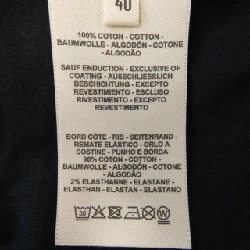 40
100% COTON - COTTON -
BAUMWOLLE - ALGODÓN - COTONE
- ALGODÃO
SAUF ENDUCTION - EXCLUSIVE OF
COATING - AUSSCHLIESSLICH
BESCHICHTUNG - EXCEPTO
REVESTIMIENTO - ESCLUSO
RIVESTIMENTO - EXCEPTO
REVESTIMENTO
BORD CÔTE - RIB - SEITENRAND -
REMATE ELÁSTICO - ORLO A
COSTINE - PUNHO E BORDA
98% COTON - COTTON -
BAUMWOLLE - ALGODÓN - COTONE
- ALGODÃO
2% ELASTHANNE - ELASTANE -
ELASTHAN - ELASTANO - ELASTAN
- ELASTANO
30